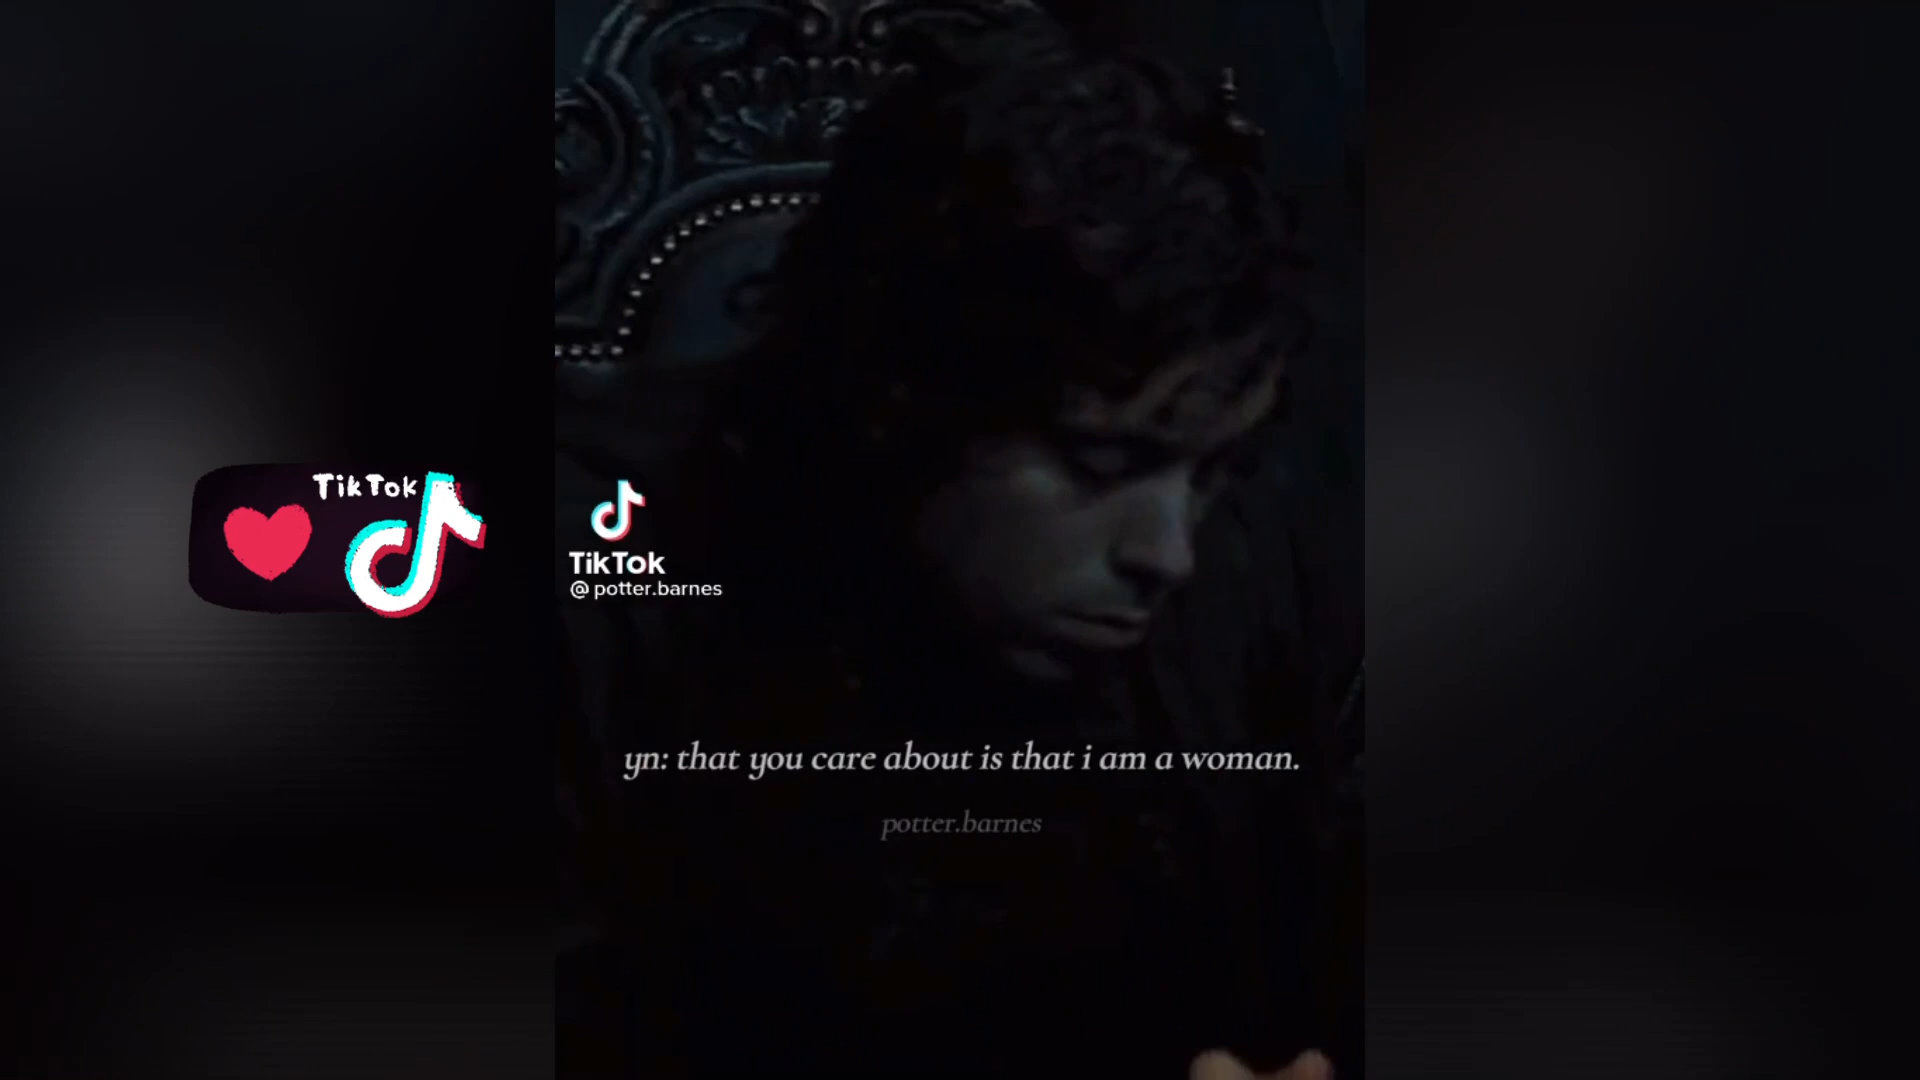 TikTok
TikTok
@ potter.barnes
yn: that you care about is that i am a woman.
potter.barnes